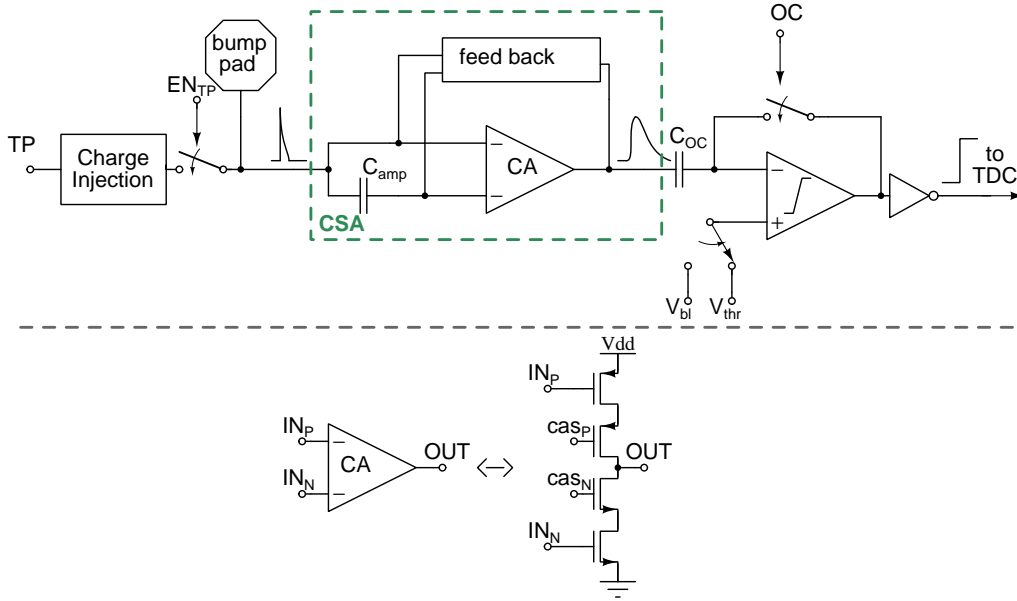 OC
bump
pad
feed back
EN_TP
TP
Charge
Injection
C_amp
CA
CSA
C_OC
to
TDC
−
−
−
+
V_bl
V_thr
Vdd
IN_P
cas_P
OUT
cas_N
IN_N
IN_P
IN_N
−
−
CA
OUT